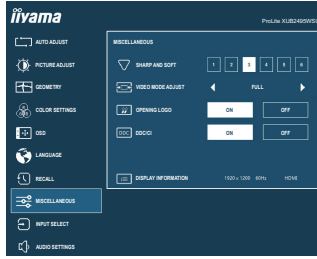 iiyama
ProLite XUB2495WSU
AUTO ADJUST
PICTURE ADJUST
GEOMETRY
COLOR SETTINGS
OSD
LANGUAGE
RECALL
MISCELLANEOUS
INPUT SELECT
AUDIO SETTINGS
MISCELLANEOUS
SHARP AND SOFT 1 2 3 4 5 6
VIDEO MODE ADJUST FULL
OPENING LOGO ON OFF
DDC DDC/CI ON OFF
DISPLAY INFORMATION 1920 x 1200 60Hz HDMI